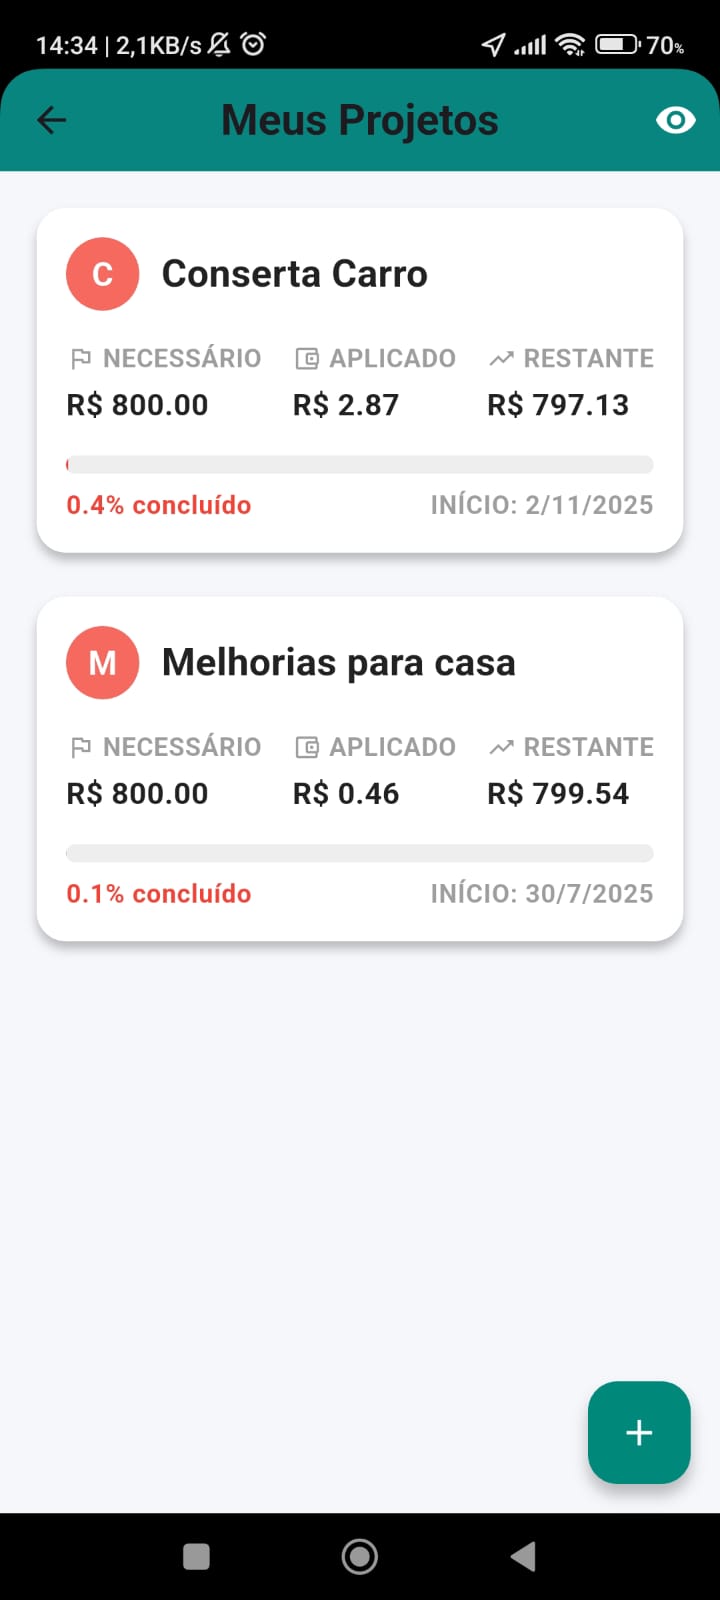 14:34 | 2,1KB/s 70%
Meus Projetos
C Conserta Carro
NECESSÁRIO APLICADO RESTANTE
R$ 800.00 R$ 2.87 R$ 797.13
0.4% concluído INÍCIO: 2/11/2025
M Melhorias para casa
NECESSÁRIO APLICADO RESTANTE
R$ 800.00 R$ 0.46 R$ 799.54
0.1% concluído INÍCIO: 30/7/2025
+